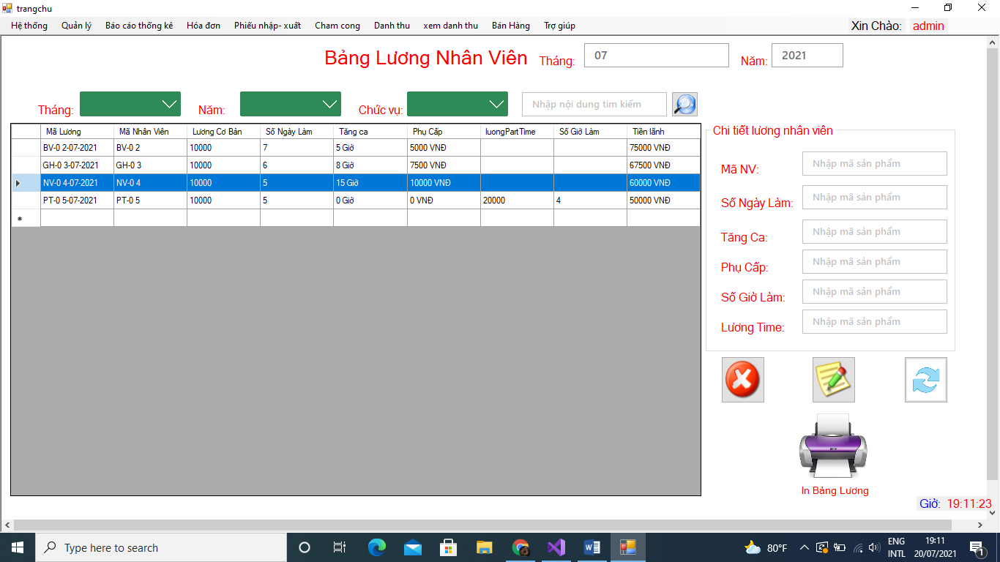 trangchu
Hệ thống Quản lý Báo cáo thống kê Hóa đơn Phiếu nhập- xuất Cham cong Danh thu xem danh thu Bán Hàng Trợ giúp Xin Chào: admin
Bảng Lương Nhân Viên Tháng: 07 Năm: 2021
Tháng: Năm: Chức vụ: Nhập nội dung tìm kiếm
Mã Lương Mã Nhân Viên Lương Cơ Bản Số Ngày Làm Tăng ca Phụ Cấp luongPartTime Số Giờ Làm Tiền lãnh
BV-0 2-07-2021 BV-0 2 10000 7 5 Giờ 5000 VNĐ 75000 VNĐ
GH-0 3-07-2021 GH-0 3 10000 6 8 Giờ 7500 VNĐ 67500 VNĐ
NV-0 4-07-2021 NV-0 4 10000 5 15 Giờ 10000 VNĐ 60000 VNĐ
PT-0 5-07-2021 PT-0 5 10000 5 0 Giờ 0 VNĐ 20000 4 50000 VNĐ
Chi tiết lương nhân viên
Mã NV: Nhập mã sản phẩm
Số Ngày Làm: Nhập mã sản phẩm
Tăng Ca: Nhập mã sản phẩm
Phụ Cấp: Nhập mã sản phẩm
Số Giờ Làm: Nhập mã sản phẩm
Lương Time: Nhập mã sản phẩm
In Bảng Lương
Giờ: 19:11:23
Type here to search
80°F
ENG
INTL
19:11
20/07/2021
1